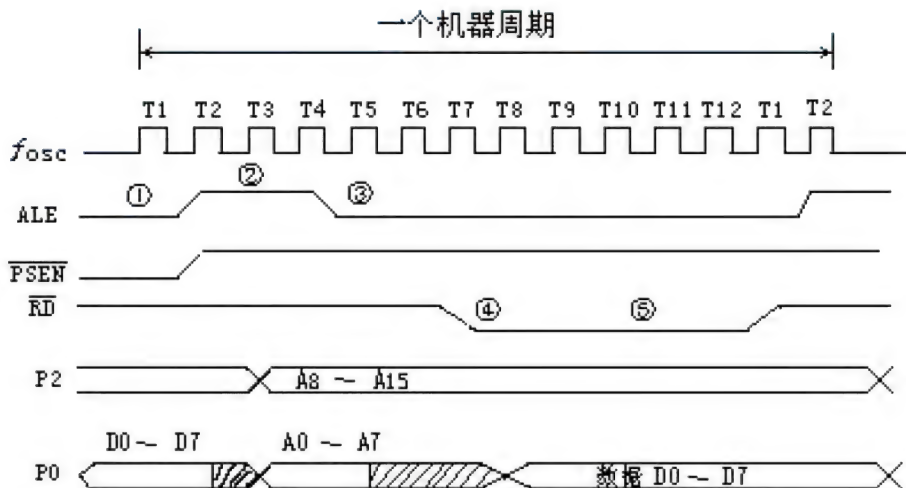 一个机器周期
T1 T2 T3 T4 T5 T6 T7 T8 T9 T10 T11 T12 T1 T2
fosc
① ② ③
ALE
PSEN
RD
④ ⑤
P2 A8 ~ A15
D0 ~ D7 A0 ~ A7
P0 数据 D0 ~ D7